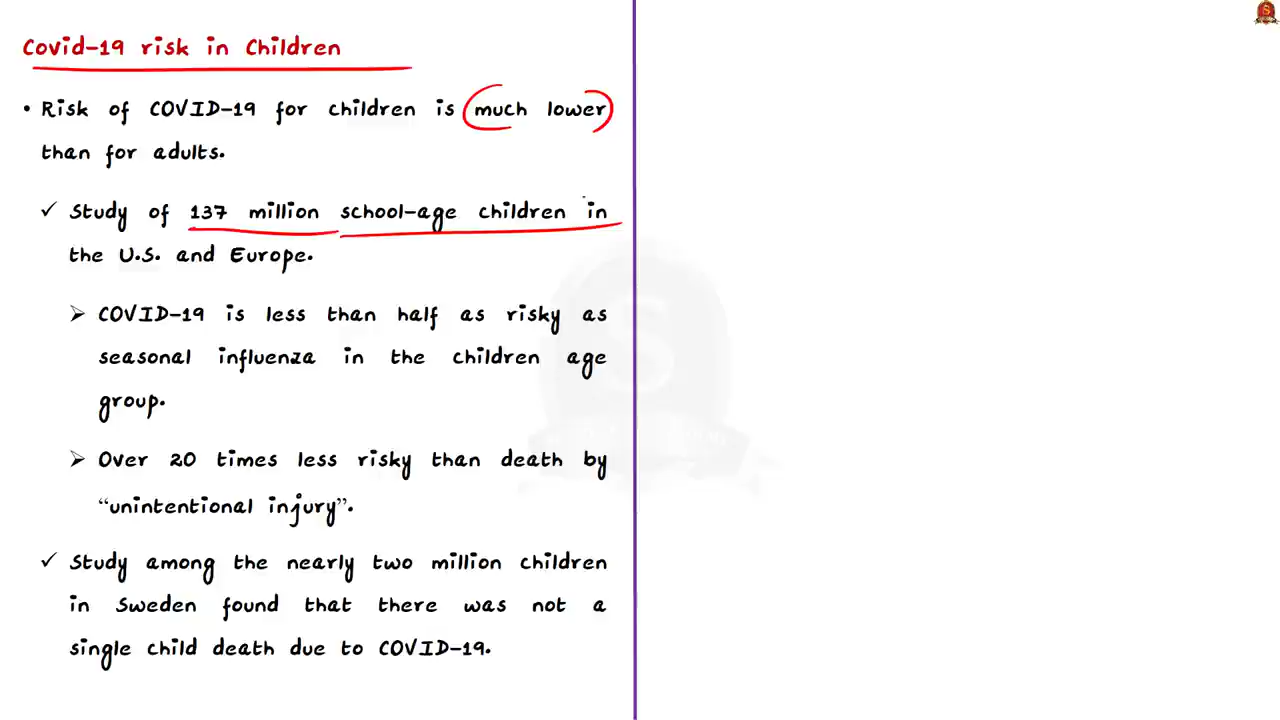 Covid-19 risk in Children
• Risk of COVID-19 for children is much lower
than for adults.
✓ Study of 137 million school-age children in
the U.S. and Europe.
➢ COVID-19 is less than half as risky as
seasonal influenza in the children age
group.
➢ Over 20 times less risky than death by
“unintentional injury”.
✓ Study among the nearly two million children
in Sweden found that there was not a
single child death due to COVID-19.